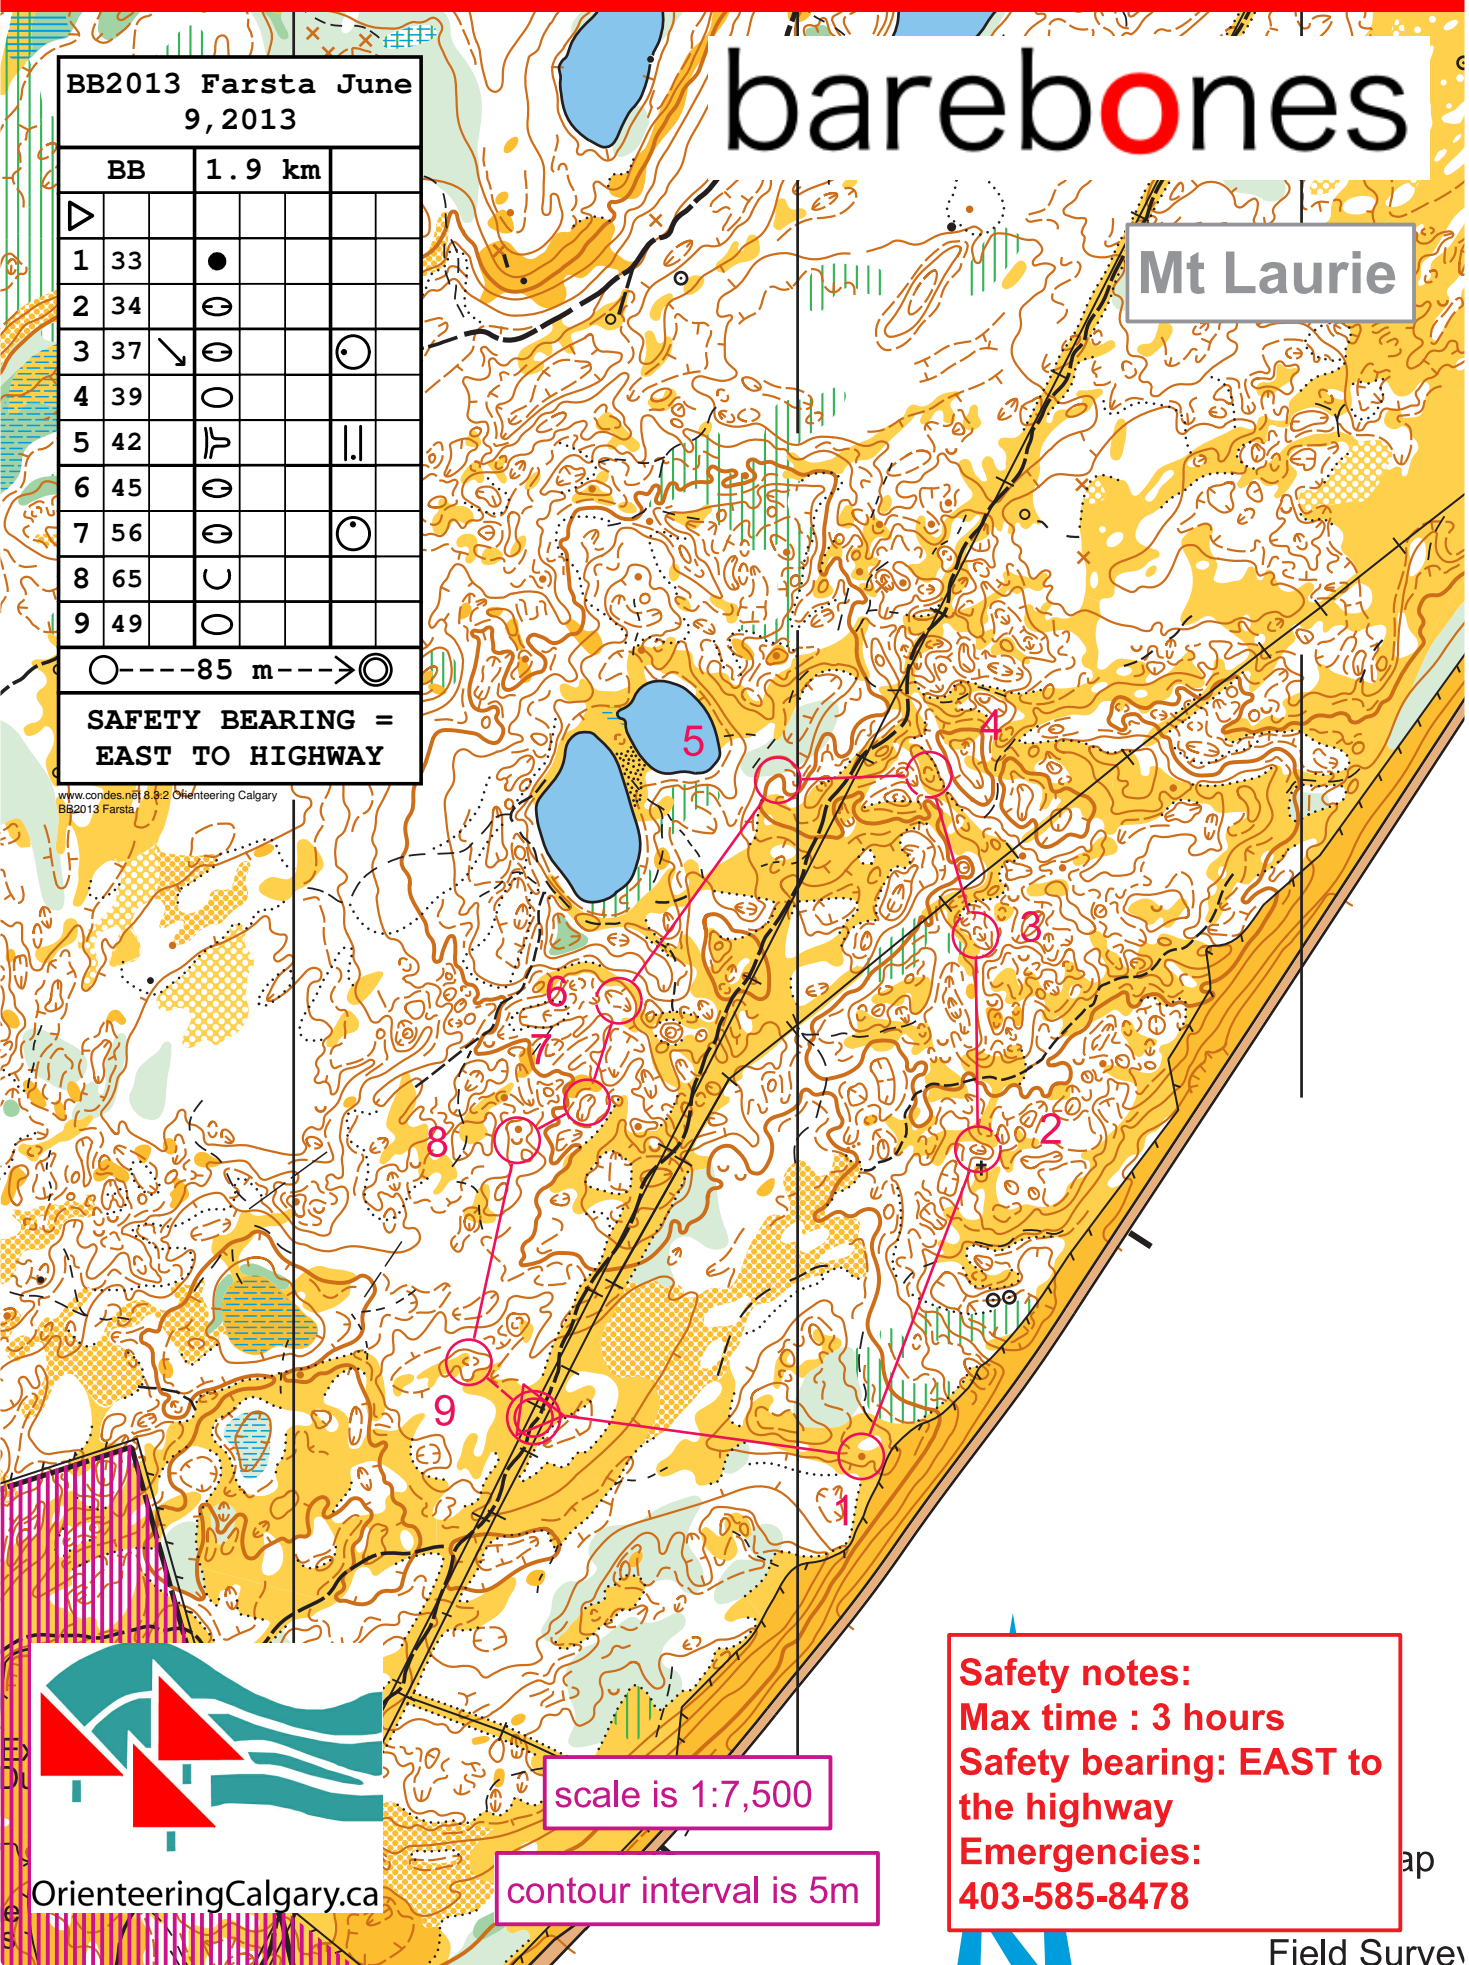 barebones
BB2013 Farsta June
9,2013
BB 1.9 km
1 33
2 34
3 37
4 39
5 42
6 45
7 56
8 65
9 49
85 m
SAFETY BEARING =
EAST TO HIGHWAY
www.condes.net 8.3.2 Orienteering Calgary
BB2013 Farsta
Mt Laurie
5
4
3
6
7
2
8
9
1
scale is 1:7,500
contour interval is 5m
OrienteeringCalgary.ca
Safety notes:
Max time : 3 hours
Safety bearing: EAST to
the highway
Emergencies:
403-585-8478
Field